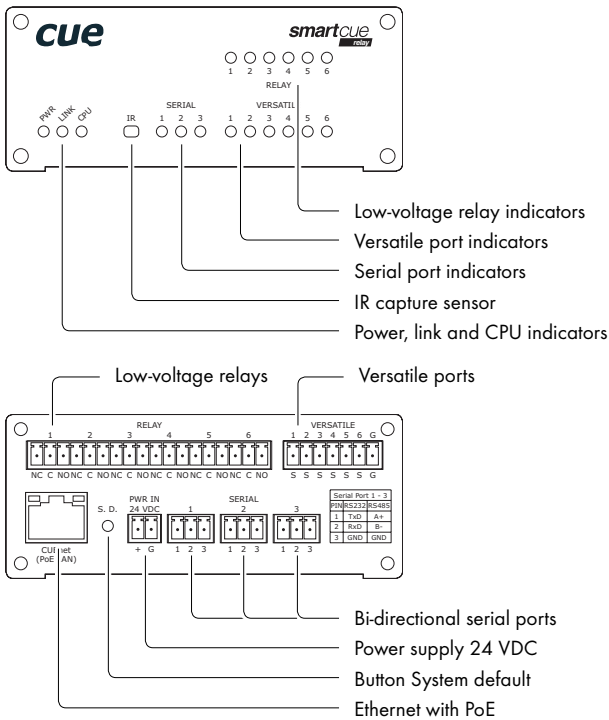 cue
smartcue
relay
1 2 3 4 5 6
RELAY
PWR LINK CPU
SERIAL VERSATIL
IR 1 2 3 1 2 3 4 5 6
Low-voltage relay indicators
Versatile port indicators
Serial port indicators
IR capture sensor
Power, link and CPU indicators
Low-voltage relays Versatile ports
RELAY VERSATILE
1 2 3 4 5 6 1 2 3 4 5 6 G
NC C NO NC C NO NC C NO NC C NO NC C NO NC C NO S S S S S S G
S. D.
PWR IN
24 VDC
SERIAL
1 2 3
Serial Port 1 - 3
PIN RS232 RS485
1 TxD A+
2 RxD B-
3 GND GND
+ G 1 2 3 1 2 3 1 2 3
(PoE AN)
Bi-directional serial ports
Power supply 24 VDC
Button System default
Ethernet with PoE